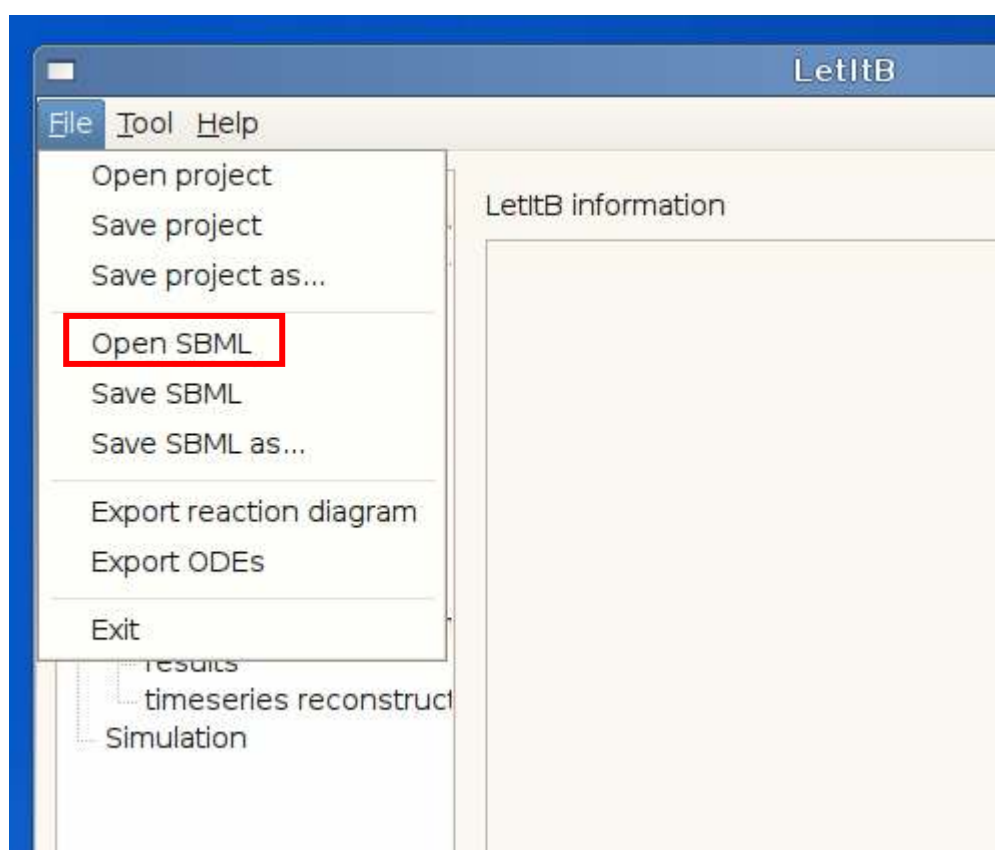 LetItB
File Tool Help
Open project
Save project
Save project as...
LetItB information
Open SBML
Save SBML
Save SBML as...
Export reaction diagram
Export ODEs
Exit
results
timeseries reconstruct
Simulation